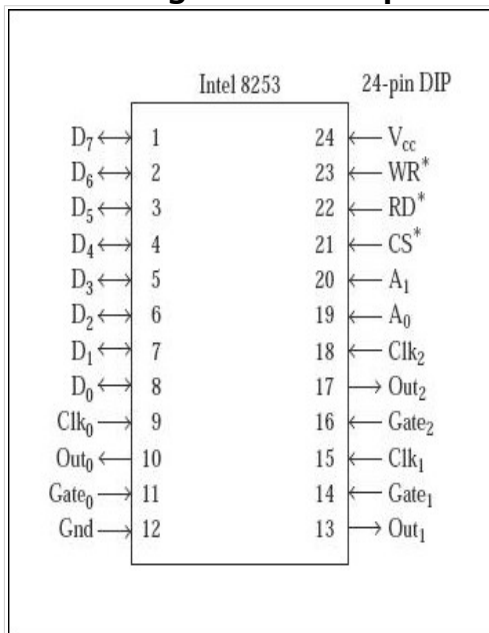 Intel 8253 24-pin DIP
D7 1 24 Vcc
D6 2 23 WR*
D5 3 22 RD*
D4 4 21 CS*
D3 5 20 A1
D2 6 19 A0
D1 7 18 Clk2
D0 8 17 Out2
Clk0 9 16 Gate2
Out0 10 15 Clk1
Gate0 11 14 Gate1
Gnd 12 13 Out1